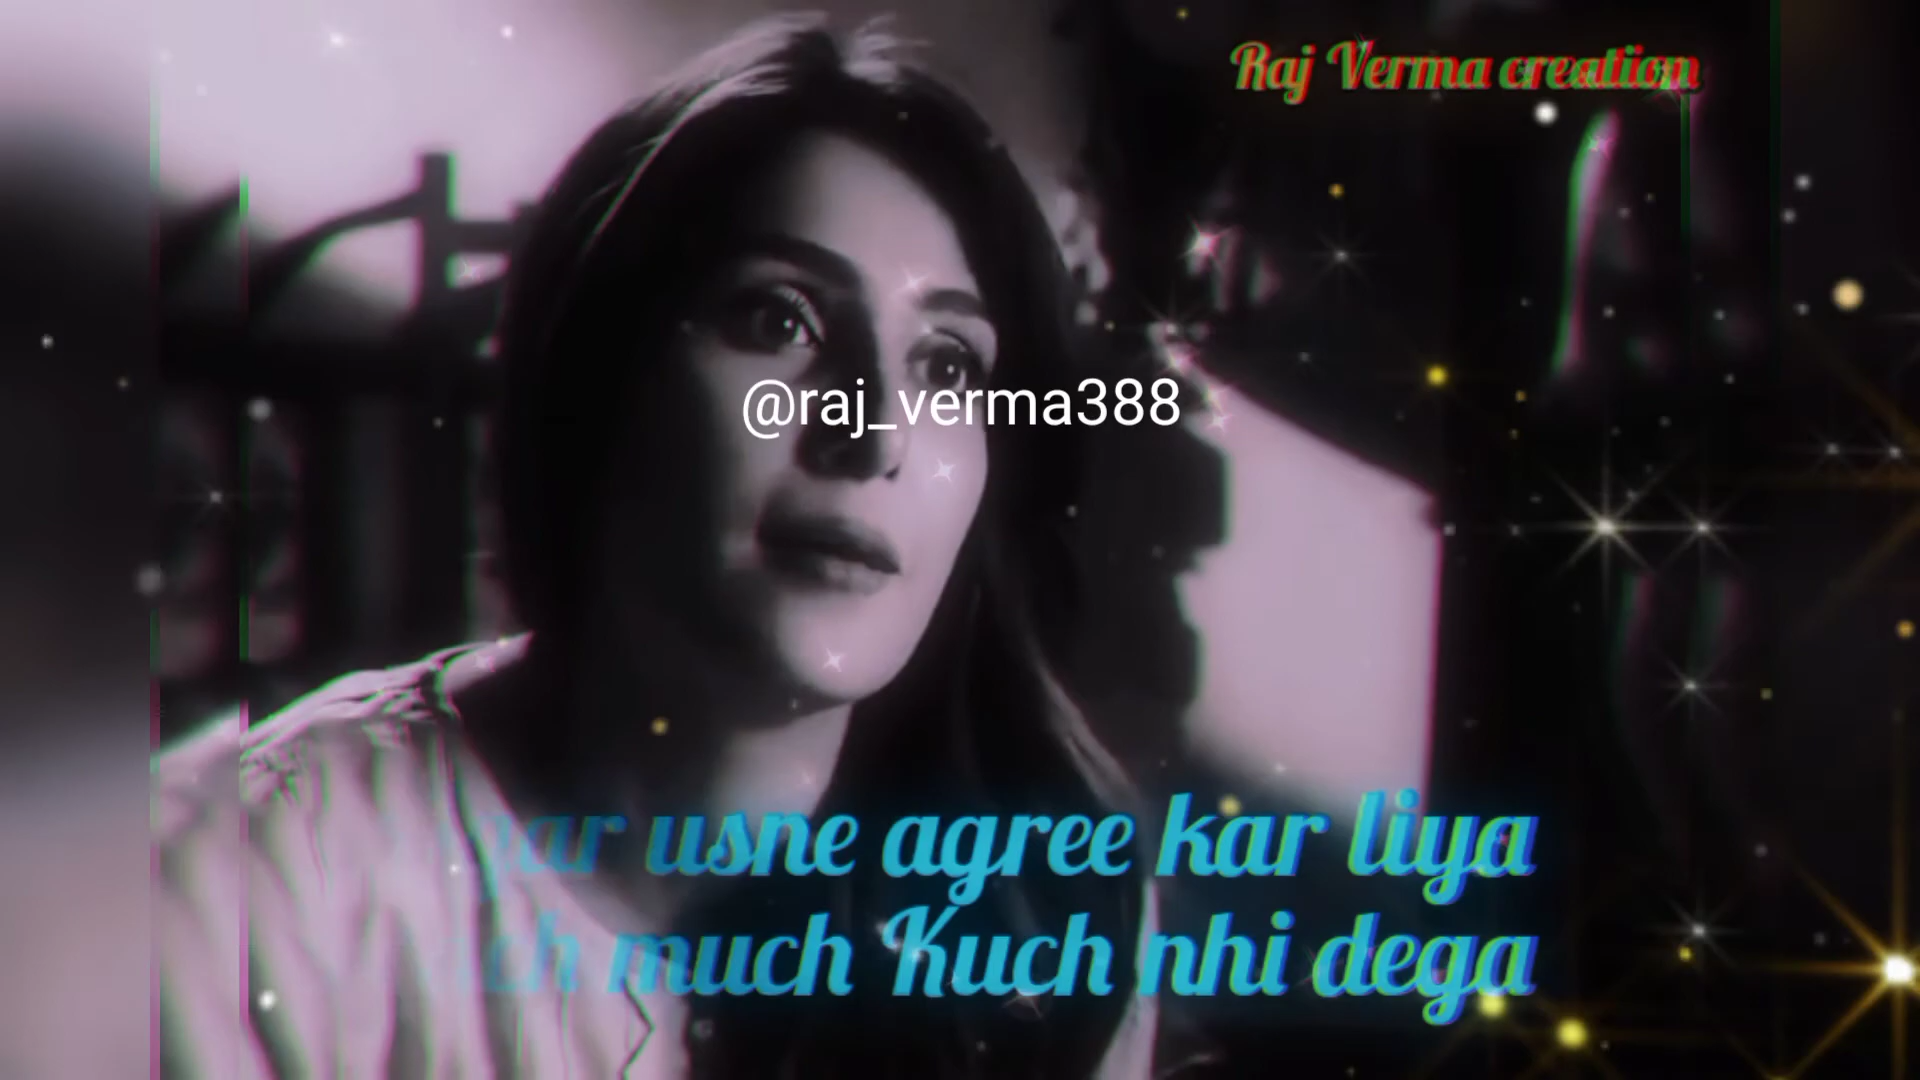 Raj Verma creation
@raj_verma388
usne agree kar liya
much Kuch nhi dega